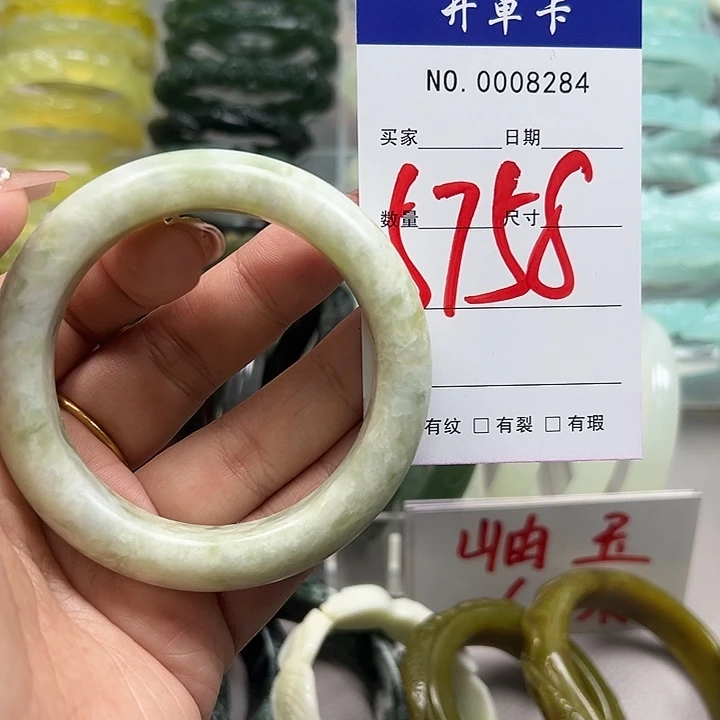 开单卡
NO. 0008284
买家 日期
5758
数量 尺寸
有纹 □ 有裂 □ 有瑕
岫玉